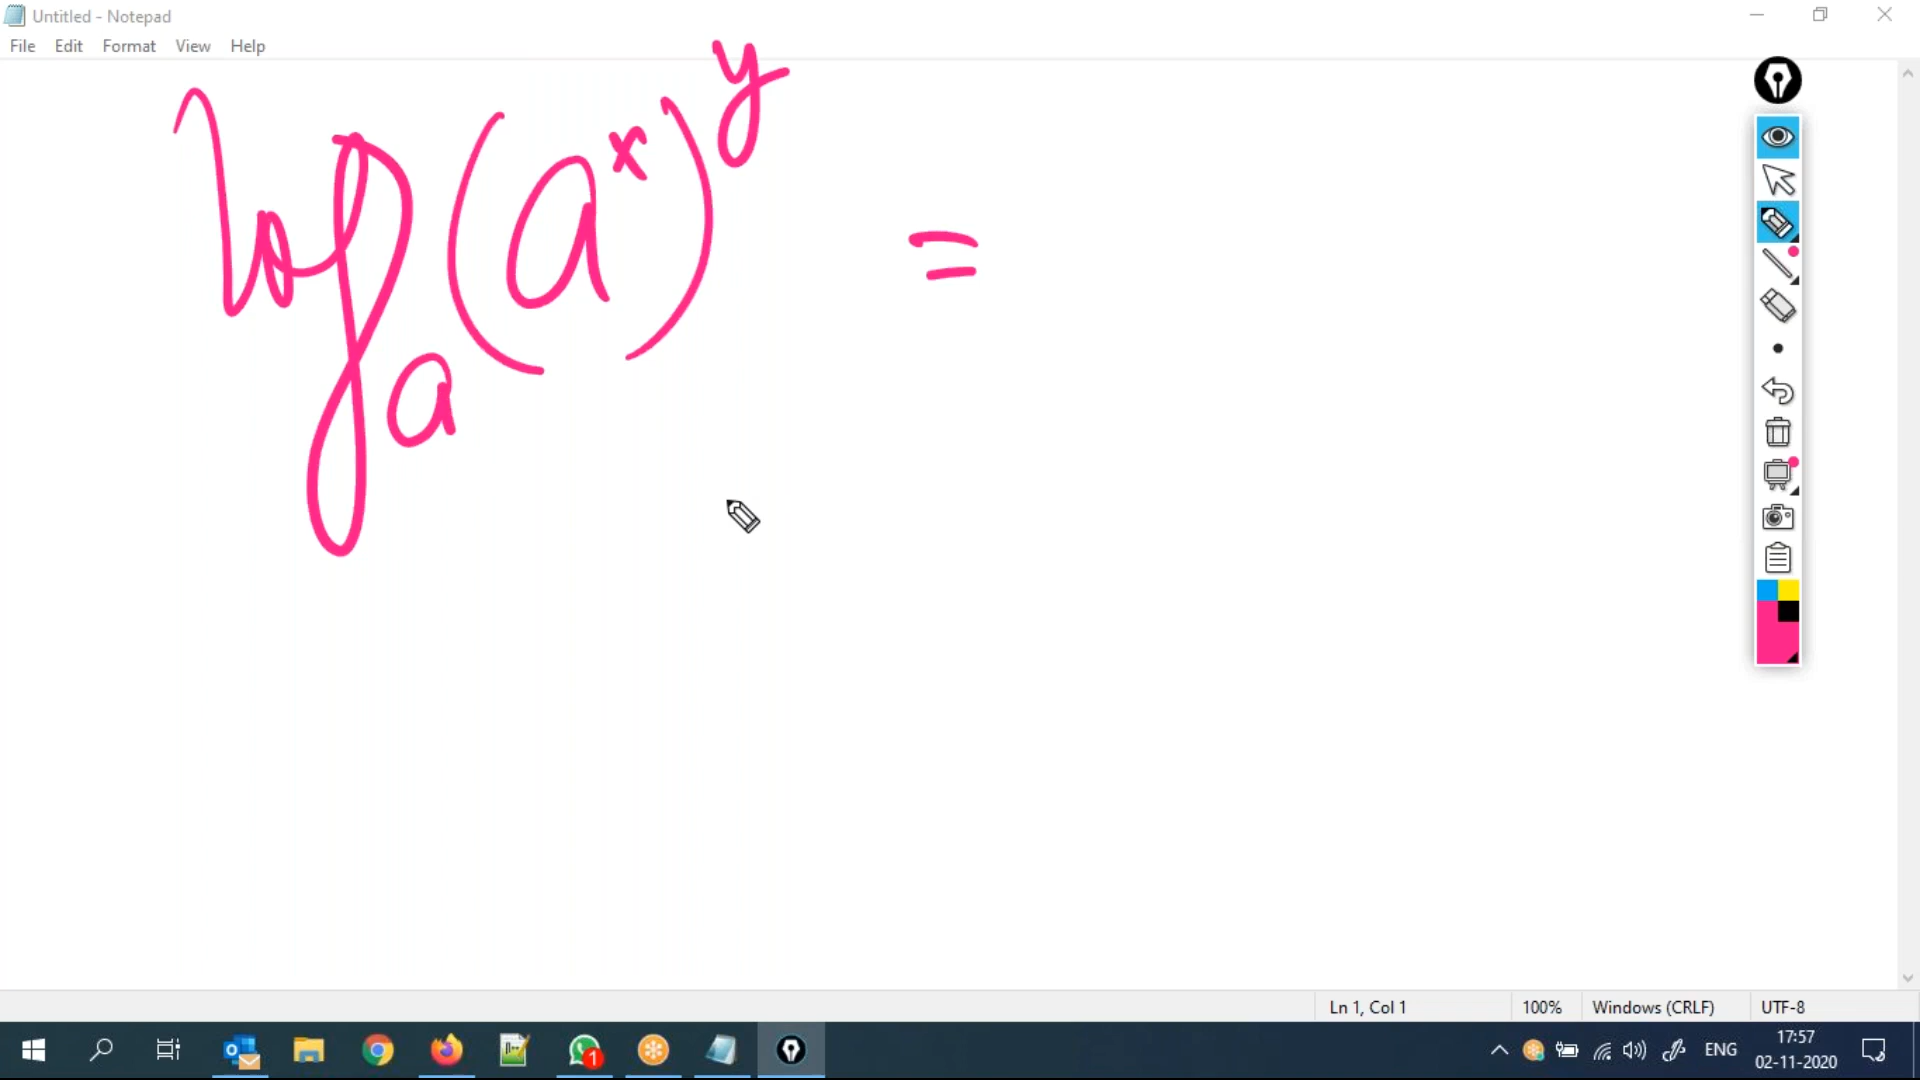 Untitled - Notepad
File Edit Format View Help
log_a (a^x)^y =
Ln 1, Col 1 100% Windows (CRLF) UTF-8
1 ENG 17:57
02-11-2020